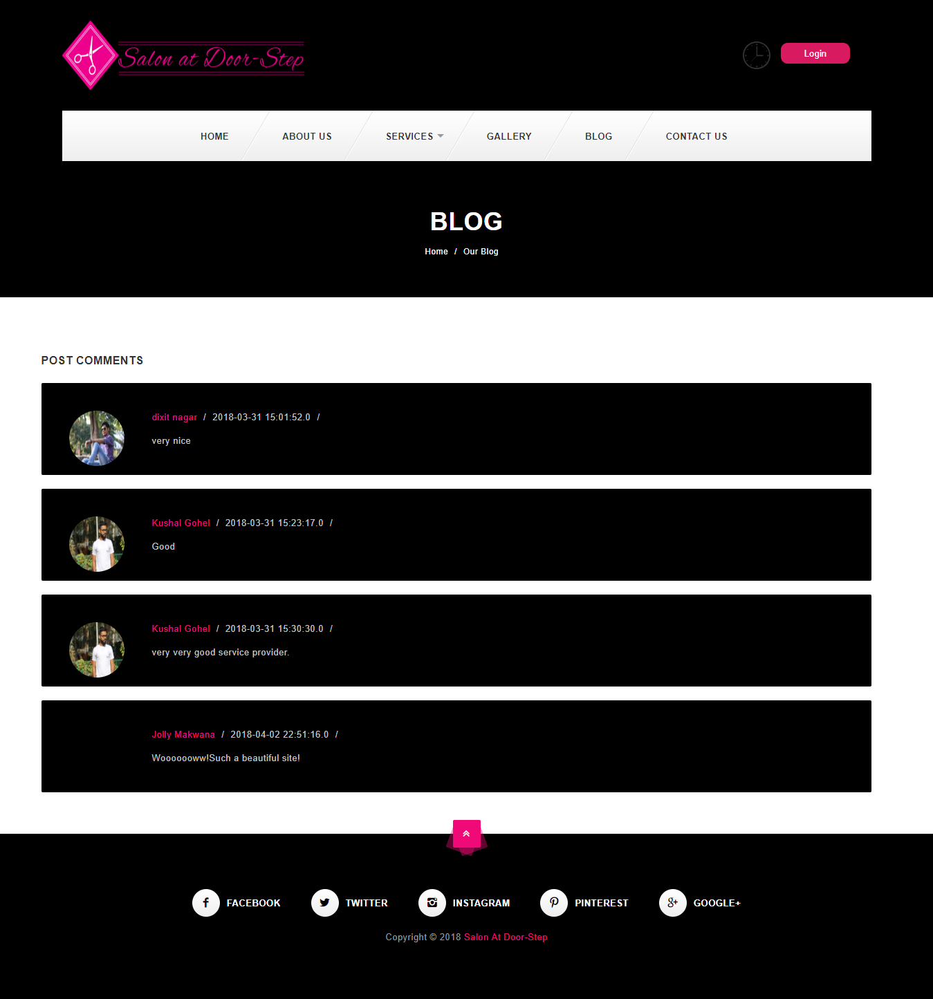 Salon at Door-Step
Login
HOME
ABOUT US
SERVICES
GALLERY
BLOG
CONTACT US
BLOG
Home / Our Blog
POST COMMENTS
dixit nagar / 2018-03-31 15:01:52.0 /
very nice
Kushal Gohel / 2018-03-31 15:23:17.0 /
Good
Kushal Gohel / 2018-03-31 15:30:30.0 /
very very good service provider.
Jolly Makwana / 2018-04-02 22:51:16.0 /
Wooooooww!Such a beautiful site!
FACEBOOK
TWITTER
INSTAGRAM
PINTEREST
GOOGLE+
Copyright © 2018 Salon At Door-Step